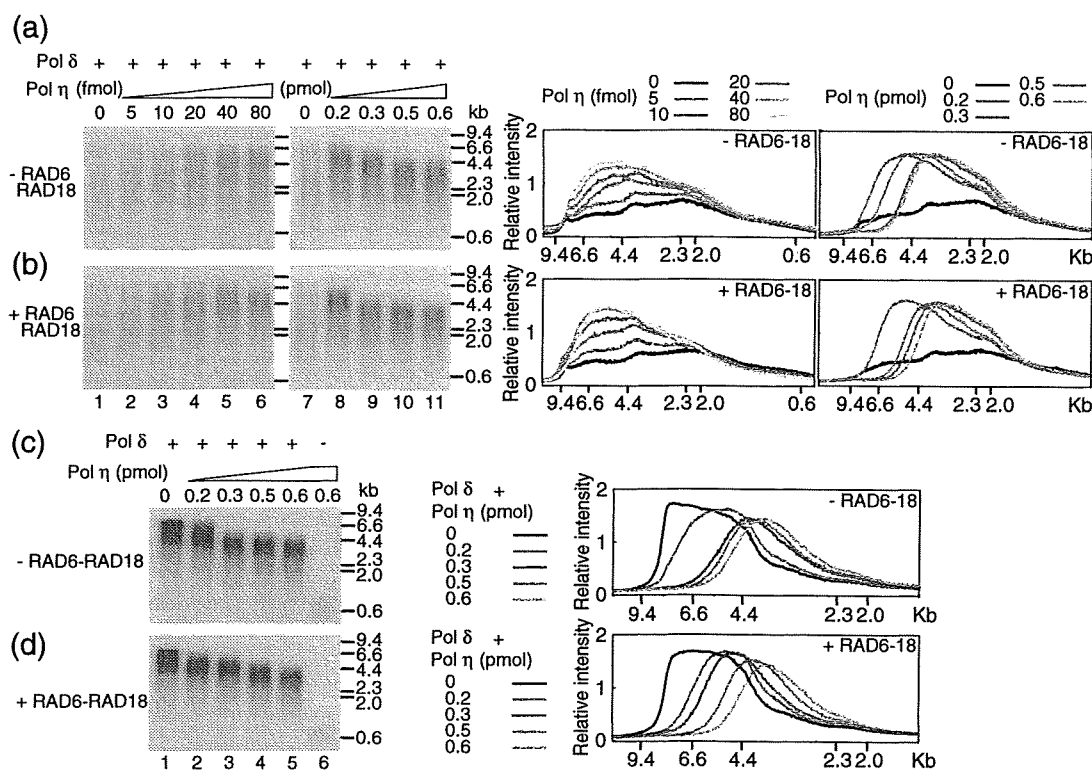 (a)
Pol δ + + + + + + + + + + +
Pol η (fmol) (pmol)
0 5 10 20 40 80 0 0.2 0.3 0.5 0.6 kb
- RAD6
RAD18
9.4
6.6
4.4
2.3
2.0
0.6
Pol η (fmol)
0 20
5 40
10 80
Pol η (pmol)
0 0.5
0.2 0.6
0.3
Relative intensity
2
1
0
- RAD6-18
9.4 6.6 4.4 2.3 2.0 0.6
- RAD6-18
9.4 6.6 4.4 2.3 2.0 Kb
(b)
+ RAD6
RAD18
9.4
6.6
4.4
2.3
2.0
0.6
1 2 3 4 5 6 7 8 9 10 11
Relative intensity
2
1
0
+ RAD6-18
9.4 6.6 4.4 2.3 2.0 0.6
+ RAD6-18
9.4 6.6 4.4 2.3 2.0 Kb
(c)
Pol δ + + + + + -
Pol η (pmol)
0 0.2 0.3 0.5 0.6 0.6 kb
- RAD6-RAD18
9.4
6.6
4.4
2.3
2.0
0.6
Pol δ +
Pol η (pmol)
0
0.2
0.3
0.5
0.6
Relative intensity
2
1
0
- RAD6-18
9.4 6.6 4.4 2.3 2.0 Kb
(d)
+ RAD6-RAD18
9.4
6.6
4.4
2.3
2.0
0.6
1 2 3 4 5 6
Pol δ +
Pol η (pmol)
0
0.2
0.3
0.5
0.6
Relative intensity
2
1
0
+ RAD6-18
9.4 6.6 4.4 2.3 2.0 Kb